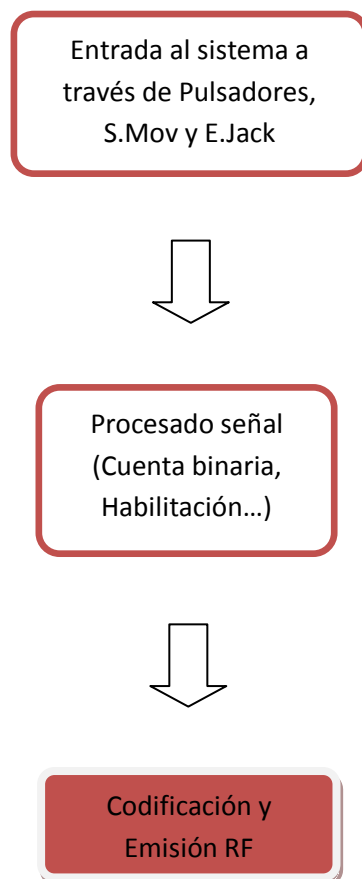 Entrada al sistema a
través de Pulsadores,
S.Mov y E.Jack
Procesado señal
(Cuenta binaria,
Habilitación...)
Codificación y
Emisión RF